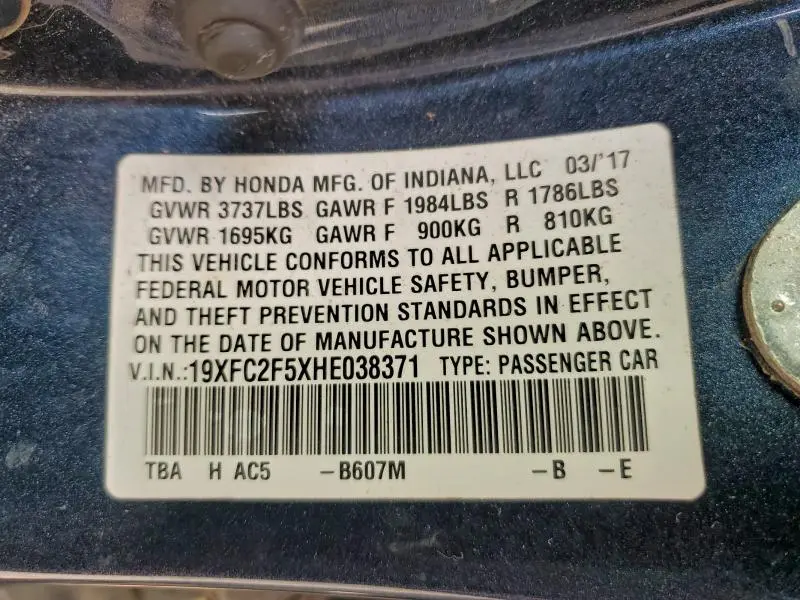 MFD. BY HONDA MFG. OF INDIANA, LLC 03/'17
GVWR 3737LBS GAWR F 1984LBS R 1786LBS
GVWR 1695KG GAWR F 900KG R 810KG
THIS VEHICLE CONFORMS TO ALL APPLICABLE
FEDERAL MOTOR VEHICLE SAFETY, BUMPER,
AND THEFT PREVENTION STANDARDS IN EFFECT
ON THE DATE OF MANUFACTURE SHOWN ABOVE.
V.I.N.:19XFC2F5XHE038371 TYPE: PASSENGER CAR
TBA H AC5 -B607M -B -E